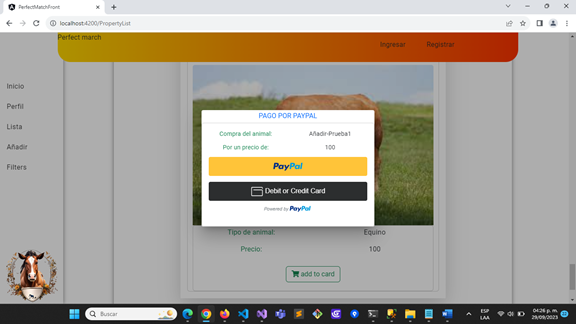 PerfectMatchFront
localhost:4200/PropertyList
Perfect march
Ingresar
Registrar
Inicio
Perfil
Lista
Añadir
Filters
PAGO POR PAYPAL
Compra del animal: Añadir-Prueba1
Por un precio de: 100
PayPal
Debit or Credit Card
Powered by PayPal
Tipo de animal: Equino
Precio: 100
add to card
Buscar
ESP
LAA
04:26 p. m.
29/09/2023